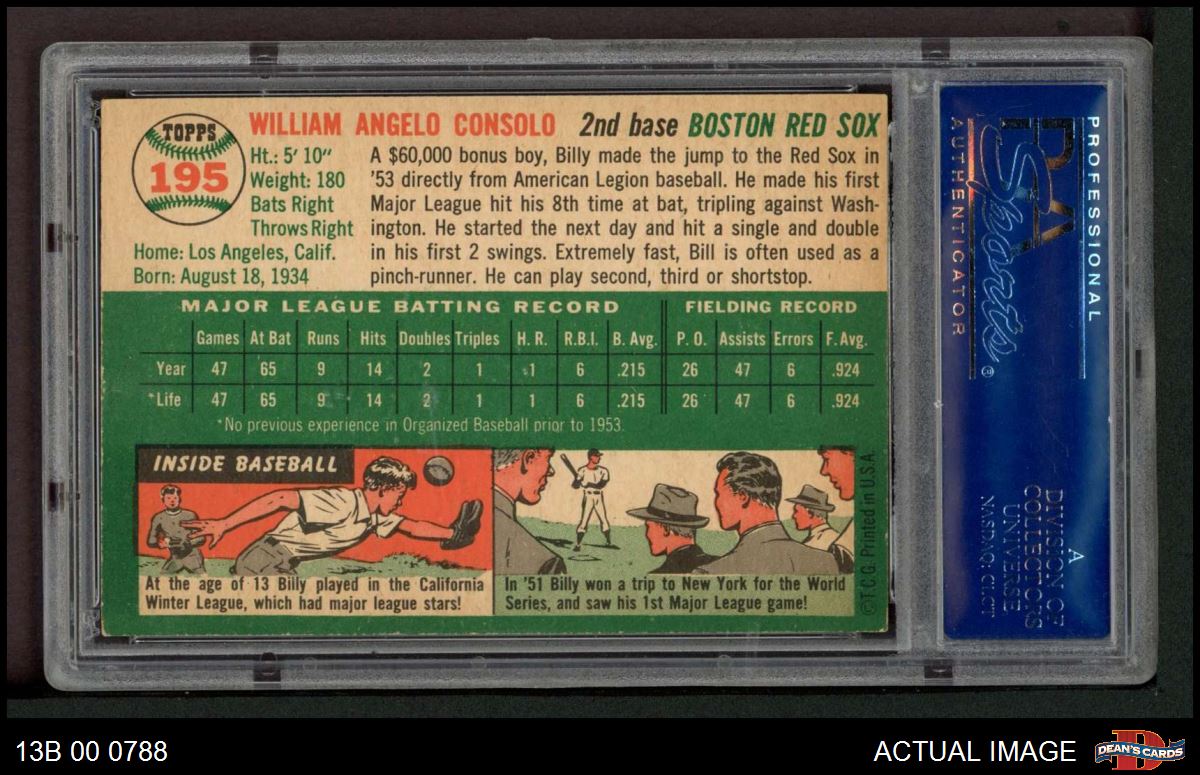 TOPPS
195
WILLIAM ANGELO CONSOLO 2nd base BOSTON RED SOX
Ht.: 5' 10"
Weight: 180
Bats Right
Throws Right
Home: Los Angeles, Calif.
Born: August 18, 1934
A $60,000 bonus boy, Billy made the jump to the Red Sox in
'53 directly from American Legion baseball. He made his first
Major League hit his 8th time at bat, tripling against Wash-
ington. He started the next day and hit a single and double
in his first 2 swings. Extremely fast, Bill is often used as a
pinch-runner. He can play second, third or shortstop.
MAJOR LEAGUE BATTING RECORD FIELDING RECORD
Games At Bat Runs Hits Doubles Triples H. R. R.B.I. B. Avg. P. O. Assists Errors F. Avg.
Year 47 65 9 14 2 1 1 6 .215 26 47 6 .924
*Life 47 65 9 14 2 1 1 6 .215 26 47 6 .924
*No previous experience in Organized Baseball prior to 1953.
INSIDE BASEBALL
At the age of 13 Billy played in the California
Winter League, which had major league stars!
In '51 Billy won a trip to New York for the World
Series, and saw his 1st Major League game!
©T.C.G. Printed in U.S.A.
PROFESSIONAL
PSA
Sports®
AUTHENTICATOR
A
DIVISION OF
COLLECTORS
UNIVERSE
NASDAQ: CLCT
13B 00 0788
ACTUAL IMAGE
DEAN'S CARDS